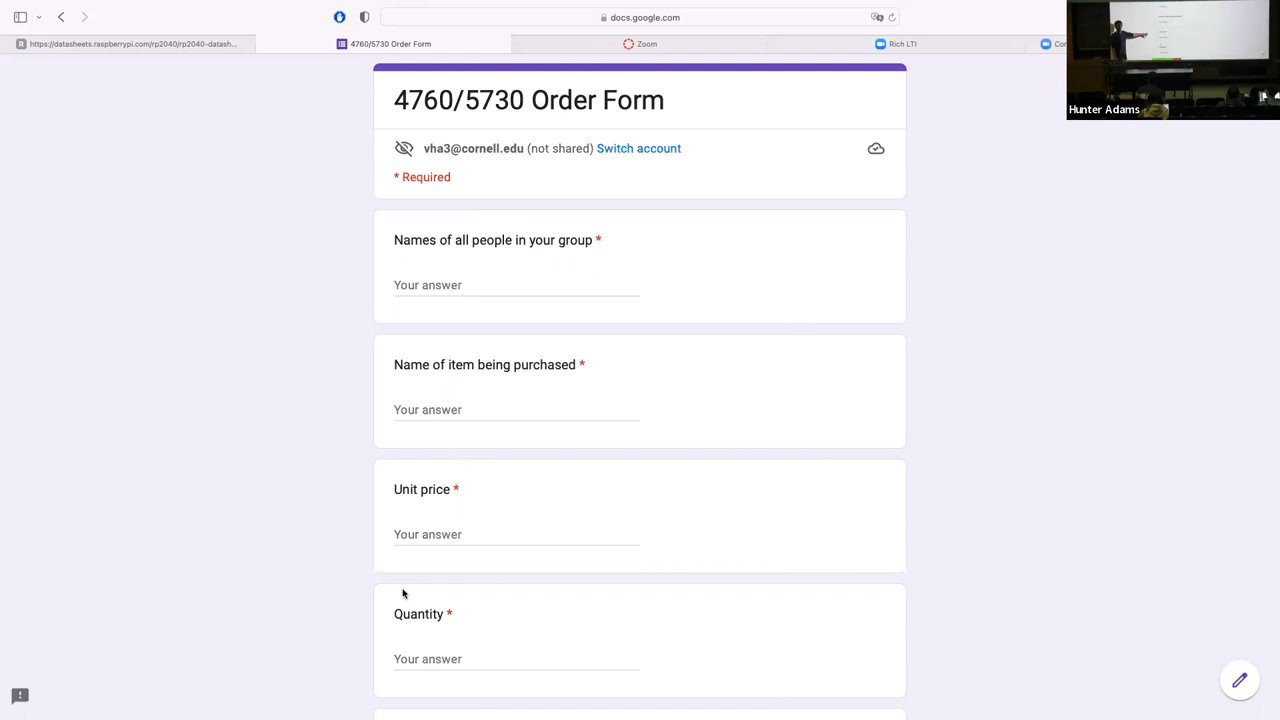 docs.google.com
https://datasheets.raspberrypi.com/rp2040/rp2040-datash...
4760/5730 Order Form
Zoom
Rich LTI
Cor
Hunter Adams
4760/5730 Order Form
vha3@cornell.edu (not shared) Switch account
* Required
Names of all people in your group *
Your answer
Name of item being purchased *
Your answer
Unit price *
Your answer
Quantity *
Your answer